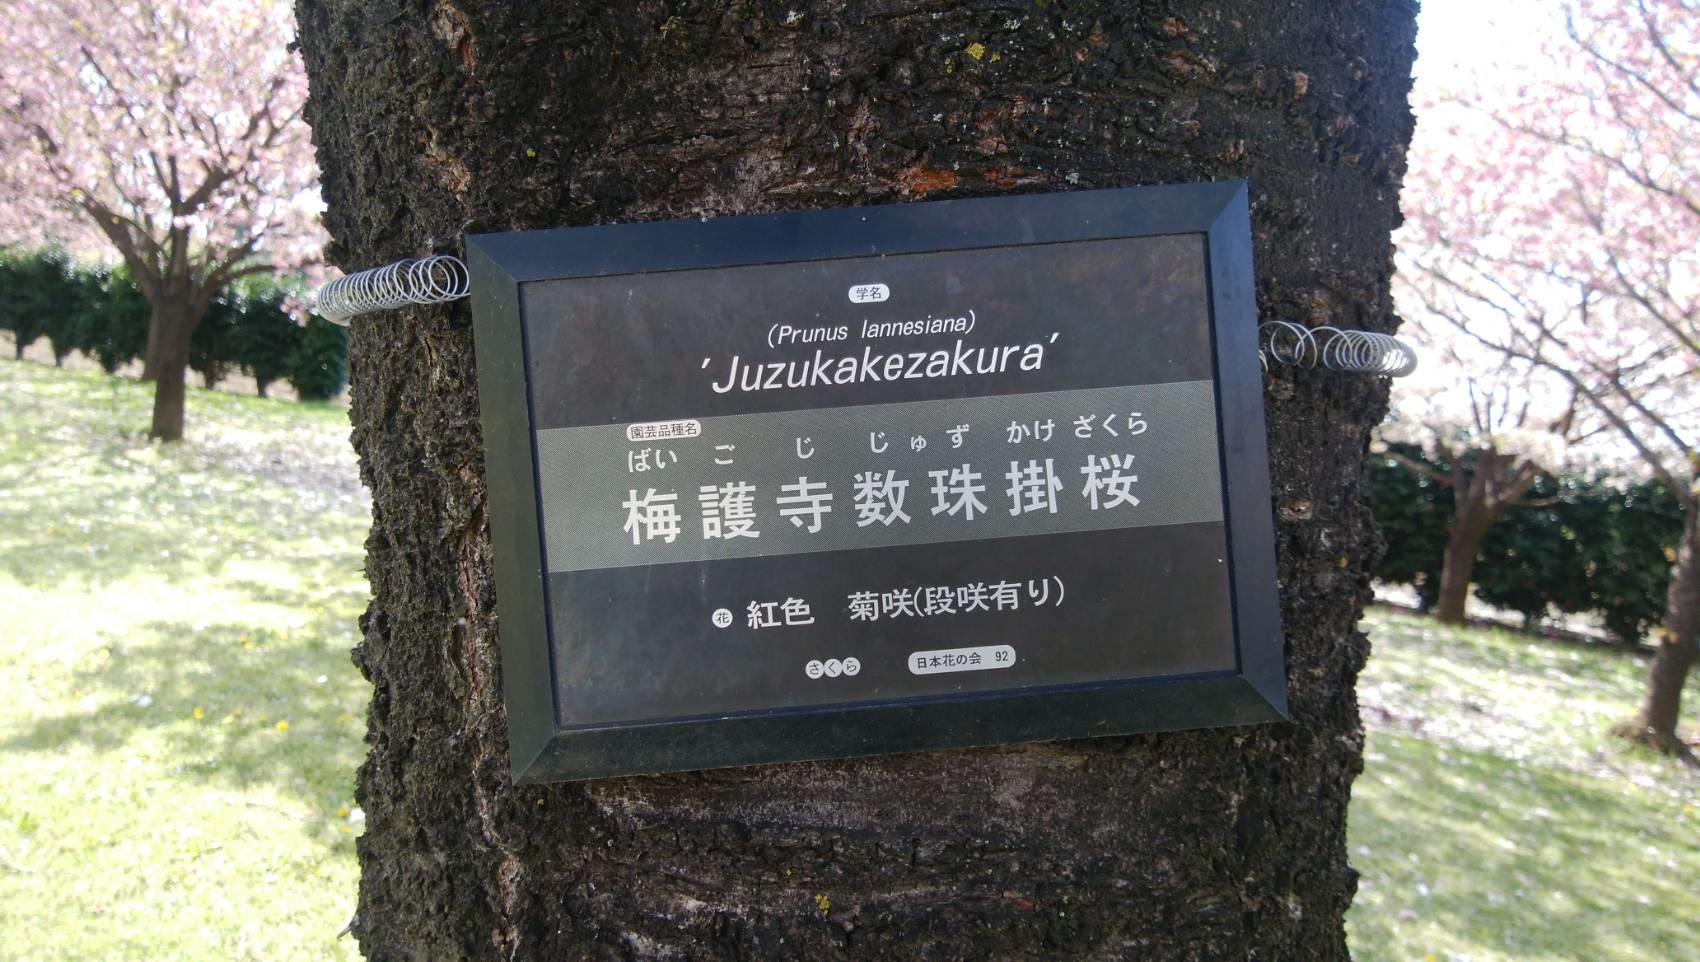 学名
(Prunus lannesiana)
'Juzukakezakura'
園芸品種名
ばい ご じ じゅ ず かけ ざくら
梅護寺数珠掛桜
花 紅色 菊咲(段咲有り)
さくら 日本花の会 92